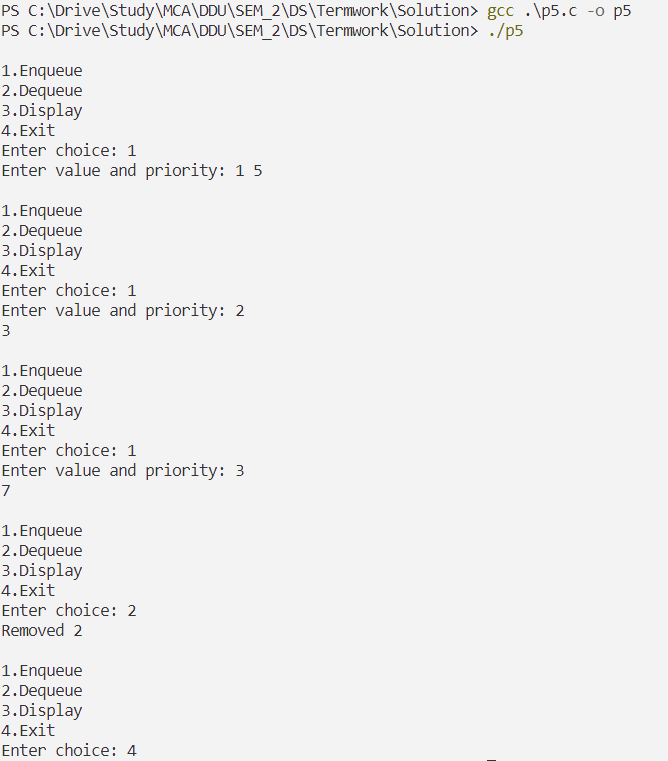 PS C:\Drive\Study\MCA\DDU\SEM_2\DS\Termwork\Solution> gcc .\p5.c -o p5
PS C:\Drive\Study\MCA\DDU\SEM_2\DS\Termwork\Solution> ./p5
1.Enqueue
2.Dequeue
3.Display
4.Exit
Enter choice: 1
Enter value and priority: 1 5
1.Enqueue
2.Dequeue
3.Display
4.Exit
Enter choice: 1
Enter value and priority: 2
3
1.Enqueue
2.Dequeue
3.Display
4.Exit
Enter choice: 1
Enter value and priority: 3
7
1.Enqueue
2.Dequeue
3.Display
4.Exit
Enter choice: 2
Removed 2
1.Enqueue
2.Dequeue
3.Display
4.Exit
Enter choice: 4